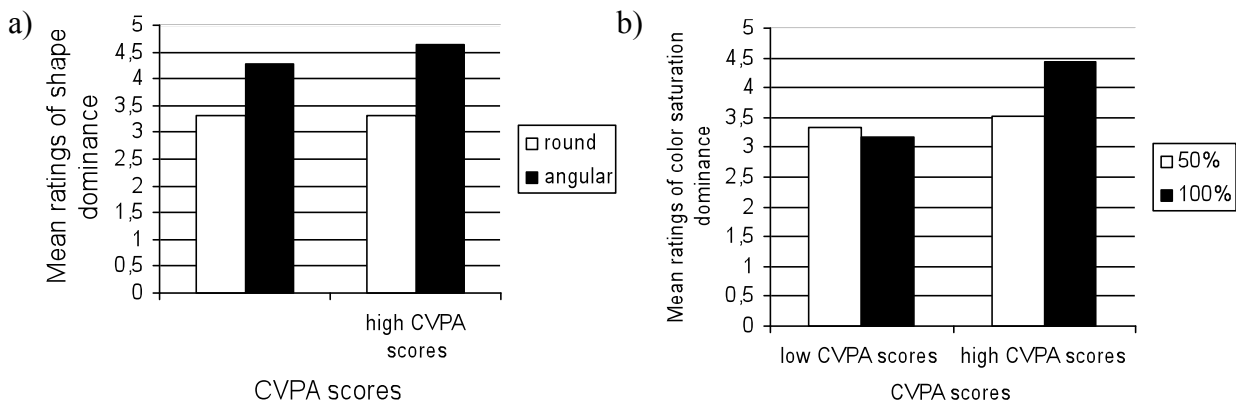 a)
Mean ratings of shape
dominance
5
4,5
4
3,5
3
2,5
2
1,5
1
0,5
0
high CVPA
scores
CVPA scores
round
angular
b)
Mean ratings of color saturation
dominance
5
4,5
4
3,5
3
2,5
2
1,5
1
0,5
0
low CVPA scores
high CVPA scores
CVPA scores
50%
100%